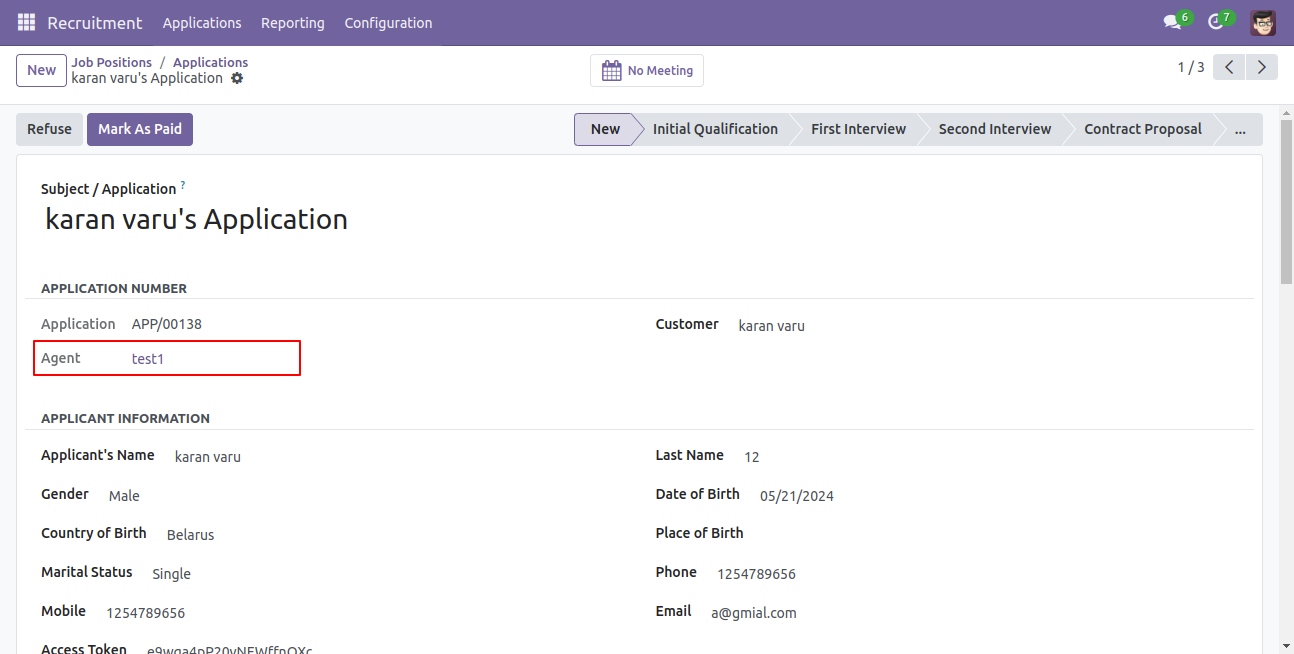 Recruitment Applications Reporting Configuration 6 7
New Job Positions / Applications
karan varu's Application
No Meeting
1 / 3
Refuse Mark As Paid New Initial Qualification First Interview Second Interview Contract Proposal ...
Subject / Application ?
karan varu's Application
APPLICATION NUMBER
Application APP/00138 Customer karan varu
Agent test1
APPLICANT INFORMATION
Applicant's Name karan varu Last Name 12
Gender Male Date of Birth 05/21/2024
Country of Birth Belarus Place of Birth
Marital Status Single Phone 1254789656
Mobile 1254789656 Email a@gmial.com
Access Token